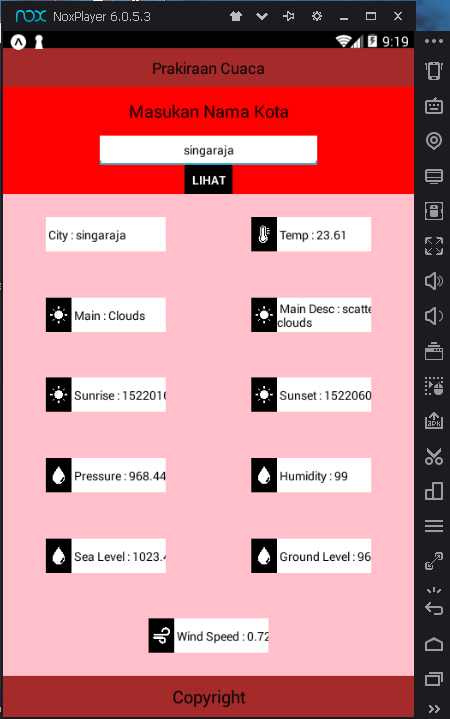 nox NoxPlayer 6.0.5.3
9:19
Prakiraan Cuaca
Masukan Nama Kota
singaraja
LIHAT
City : singaraja
Temp : 23.61
Main : Clouds
Main Desc : scatte
clouds
Sunrise : 1522016
Sunset : 1522060
Pressure : 968.44
Humidity : 99
Sea Level : 1023.4
Ground Level : 96
Wind Speed : 0.72
Copyright